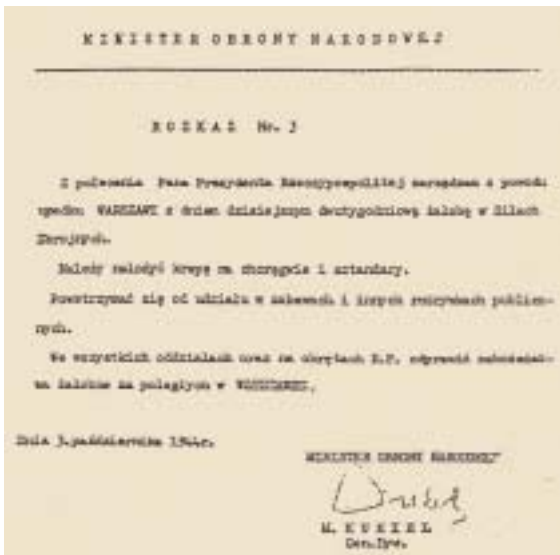 MINISTER OBRONY NARODOWEJ
ROZKAZ Nr. 3
Z polecenia Pana Prezydenta Rzeczypospolitej zarządzam z powodu
upadku WARSZAWY z dniem dzisiejszym dwutygodniową żałobę w Siłach
Zbrojnych.
Należy nałożyć krepę na chorągwie i sztandary.
Powstrzymać się od udziału w zabawach i innych rozrywkach publicz-
nych.
We wszystkich oddziałach oraz na okrętach R.P. odprawić nabożeńst-
wa żałobne za poległych w WARSZAWIE.
Dnia 3.października 1944r.
MINISTER OBRONY NARODOWEJ
M. KUKIEL
Gen.Dyw.